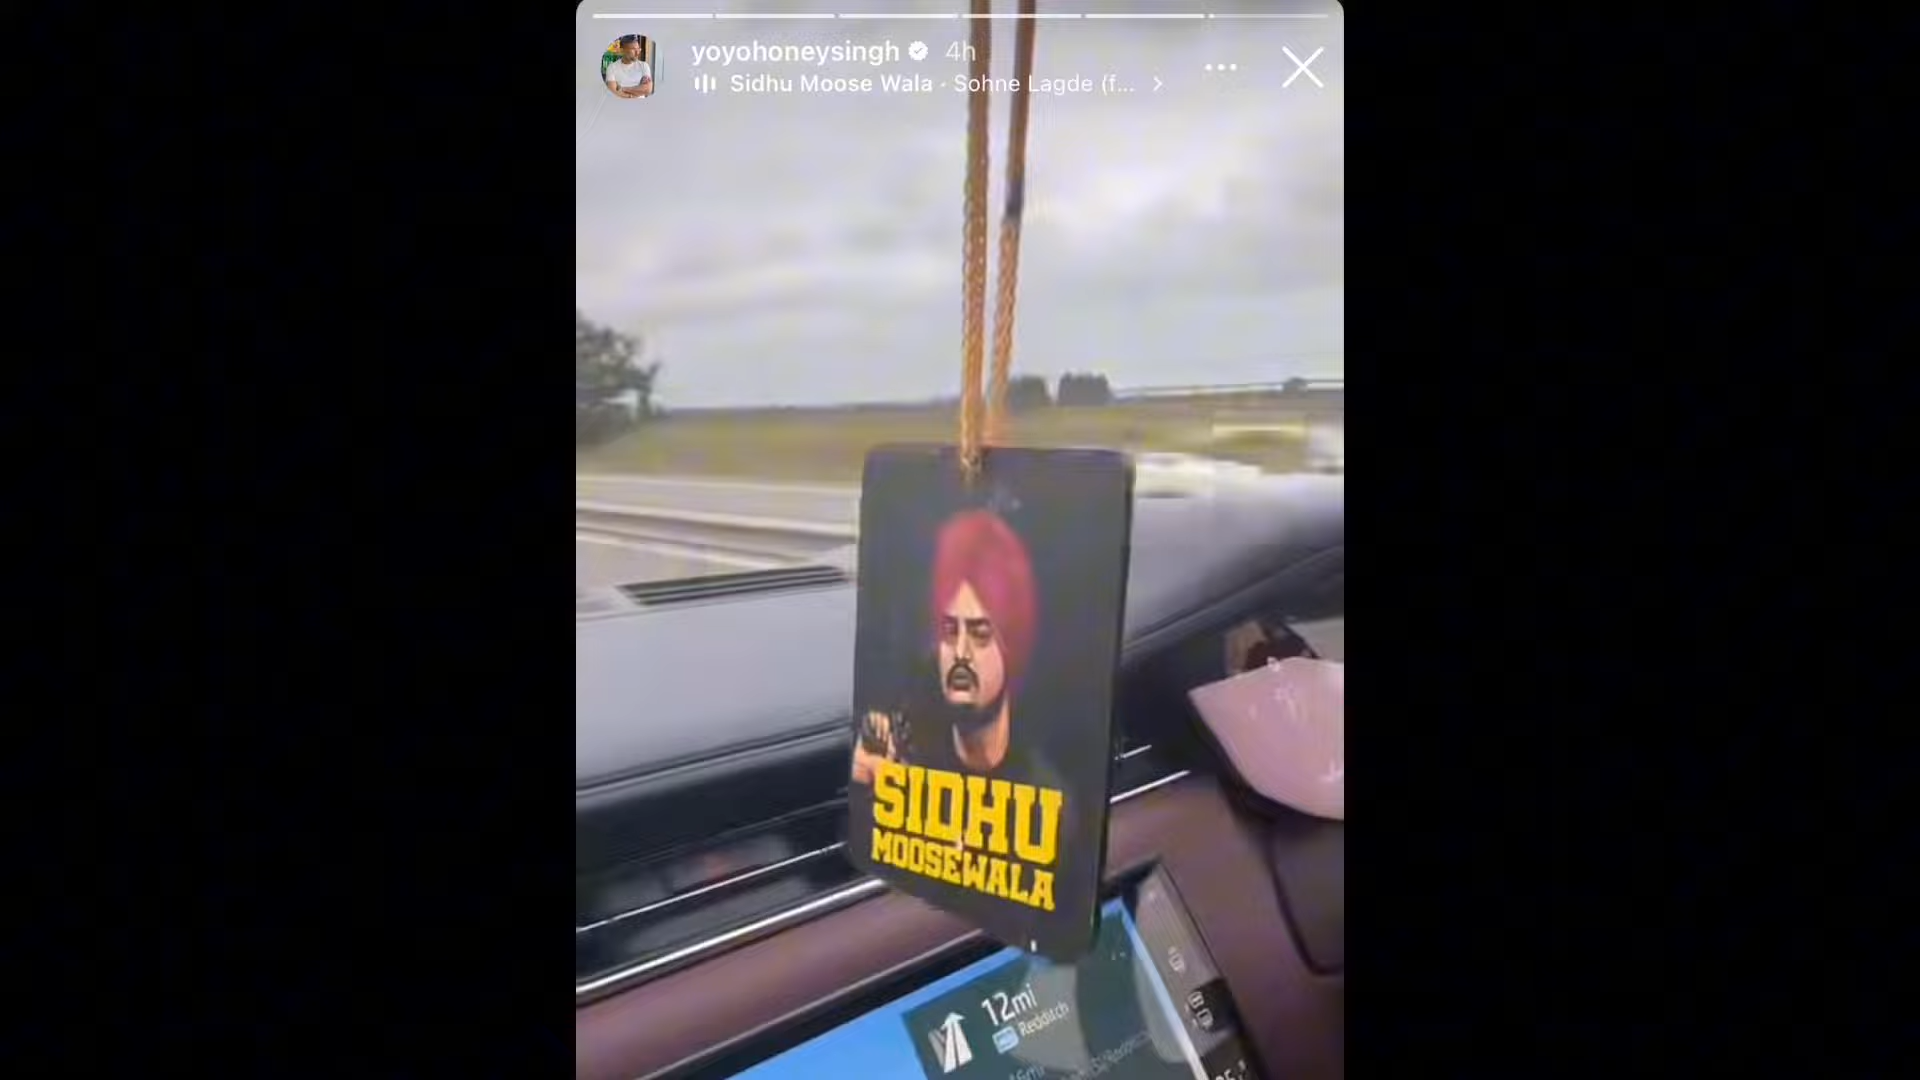 yoyohoneysingh 4h
Sidhu Moose Wala · Sohne Lagde (f...
SIDHU
MOOSEWALA
12mi
Redditch